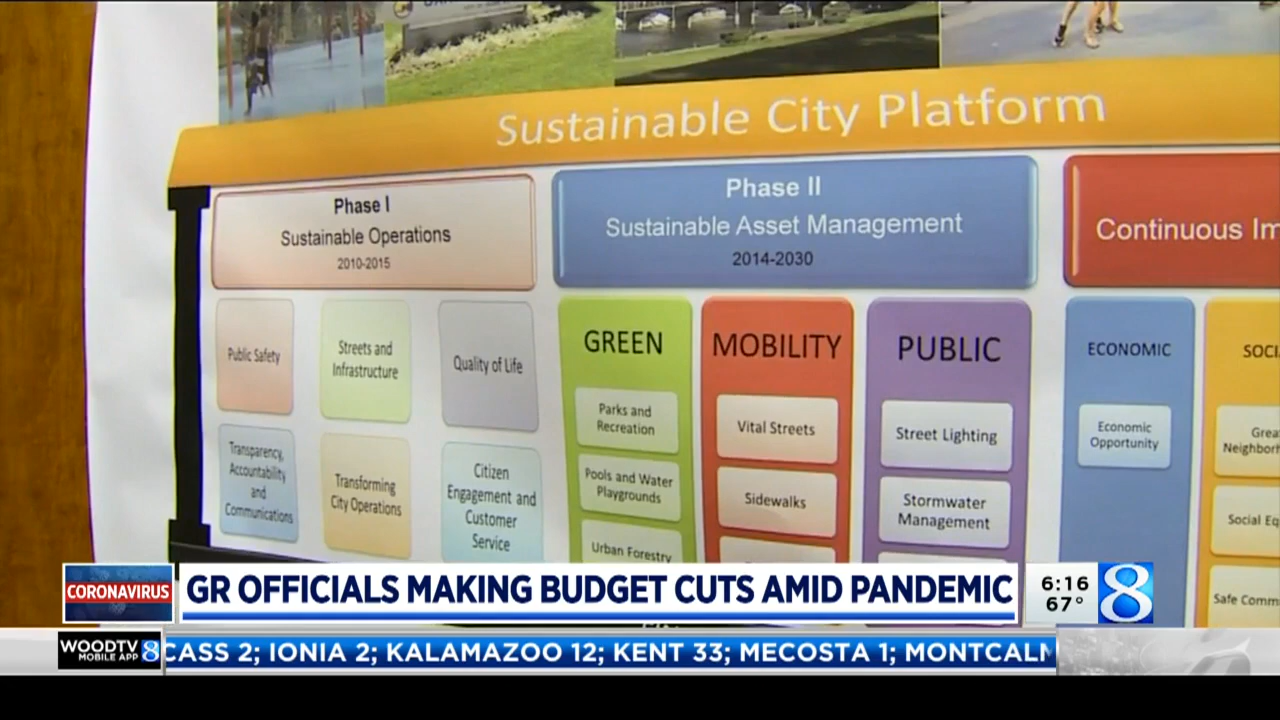 Sustainable City Platform
Phase I
Sustainable Operations
2010-2015
Phase II
Sustainable Asset Management
2014-2030
Continuous
Public Safety
Streets and
Infrastructure
Quality of Life
Transparency,
Accountability
and
Communications
Transforming
City Operations
Citizen
Engagement and
Customer
Service
GREEN
Parks and
Recreation
Pools and Water
Playgrounds
Urban Forestry
MOBILITY
Vital Streets
Sidewalks
PUBLIC
Street Lighting
Stormwater
Management
ECONOMIC
Economic
Opportunity
Social
Safe
CORONAVIRUS
GR OFFICIALS MAKING BUDGET CUTS AMID PANDEMIC
6:16
67°
8
WOODTV 8
MOBILE APP
CASS 2; IONIA 2; KALAMAZOO 12; KENT 33; MECOSTA 1; MONTCALM